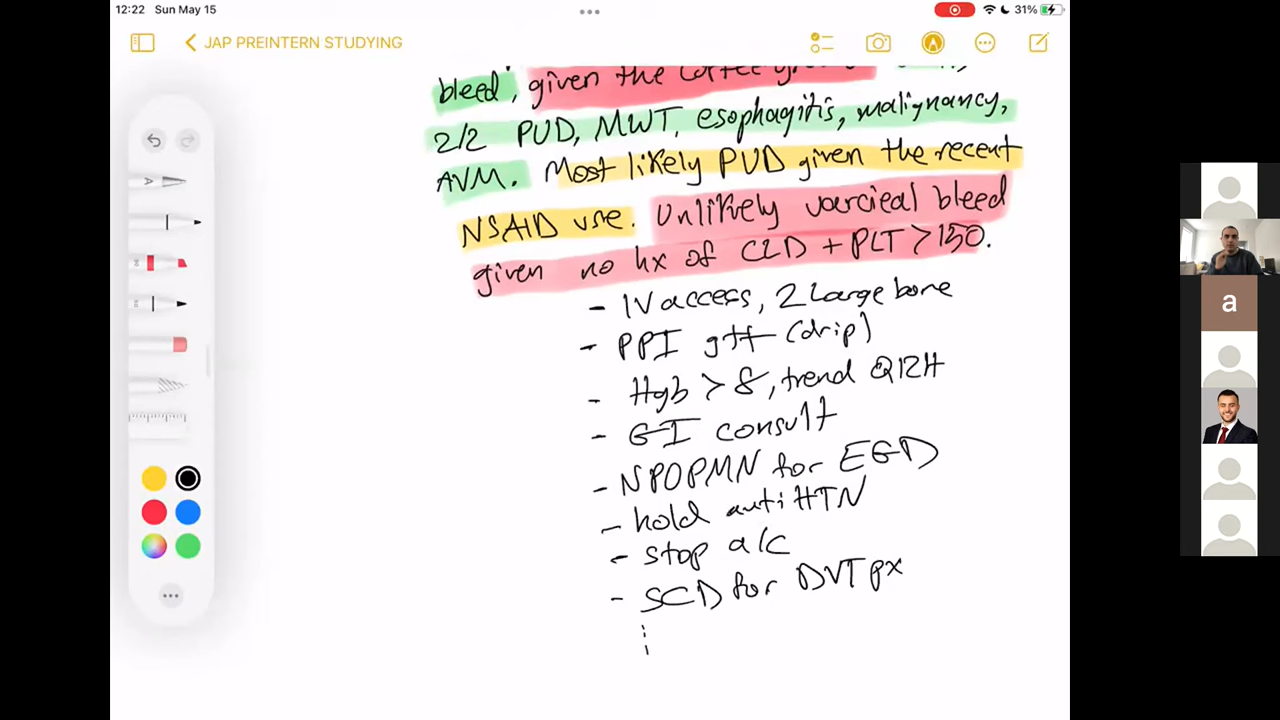 12:22 Sun May 15
31%
JAP PREINTERN STUDYING
bleed, given the coffee
2/2 PUD, MWT, esophagitis, malignancy,
AVM. Most likely PUD given the recent
NSAID use. Unlikely varcieal bleed
given no hx of CLD + PLT > 150.
- IV access, 2 Large bone
- PPI gtt (drip)
- Hgb > 8, trend Q12H
- GI consult
- NPOPMN for EGD
- hold anti HTN
- stop a/c
- SCD for DVT px
A
a